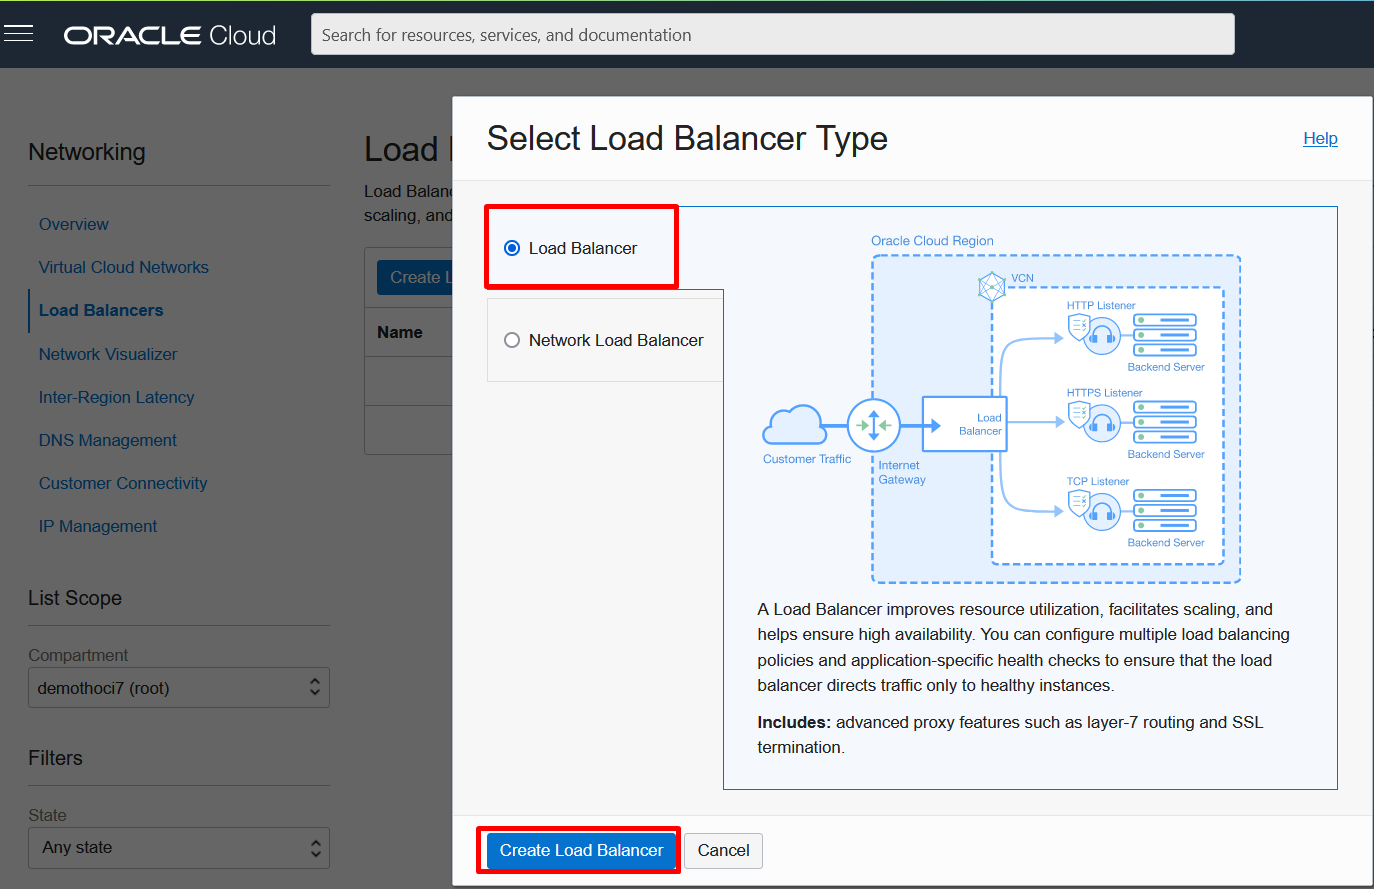 ORACLE Cloud
Search for resources, services, and documentation
Networking
Overview
Virtual Cloud Networks
Load Balancers
Network Visualizer
Inter-Region Latency
DNS Management
Customer Connectivity
IP Management
List Scope
Compartment
demothoci7 (root)
Filters
State
Any state
Load
Load Balan
scaling, and
Create L
Name
Select Load Balancer Type
Help
Load Balancer
Network Load Balancer
Oracle Cloud Region
VCN
HTTP Listener
Backend Server
HTTPS Listener
Backend Server
TCP Listener
Backend Server
Load
Balancer
Customer Traffic
Internet
Gateway
A Load Balancer improves resource utilization, facilitates scaling, and
helps ensure high availability. You can configure multiple load balancing
policies and application-specific health checks to ensure that the load
balancer directs traffic only to healthy instances.
Includes: advanced proxy features such as layer-7 routing and SSL
termination.
Create Load Balancer
Cancel